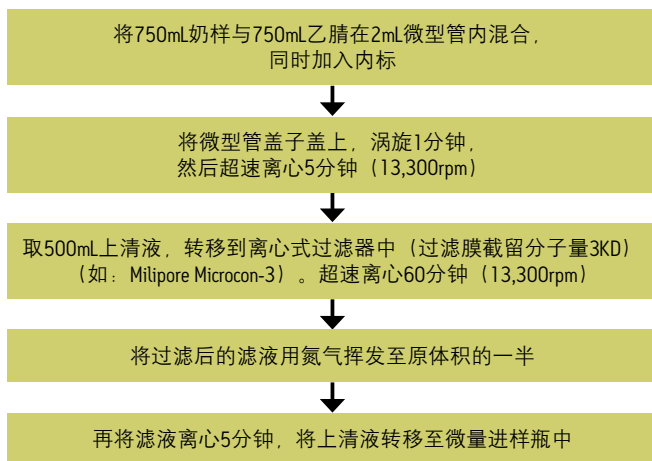 将750mL奶样与750mL乙腈在2mL微型管内混合，
同时加入内标
将微型管盖子盖上，涡旋1分钟，
然后超速离心5分钟（13,300rpm）
取500mL上清液，转移到离心式过滤器中（过滤膜截留分子量3KD）
（如：Milipore Microcon-3）。超速离心60分钟（13,300rpm）
将过滤后的滤液用氮气挥发至原体积的一半
再将滤液离心5分钟，将上清液转移至微量进样瓶中